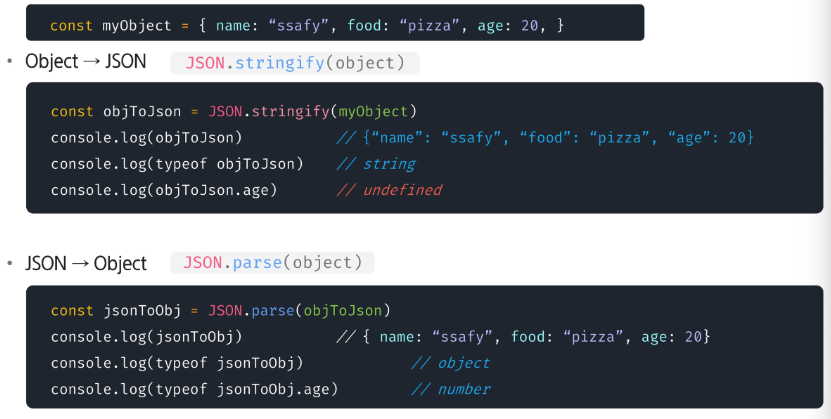 const myObject = { name: “ssafy”, food: “pizza”, age: 20, }
• Object → JSON JSON.stringify(object)
const objToJson = JSON.stringify(myObject)
console.log(objToJson) // {“name”: “ssafy”, “food”: “pizza”, “age”: 20}
console.log(typeof objToJson) // string
console.log(objToJson.age) // undefined
• JSON → Object JSON.parse(object)
const jsonToObj = JSON.parse(objToJson)
console.log(jsonToObj) // { name: “ssafy”, food: “pizza”, age: 20}
console.log(typeof jsonToObj) // object
console.log(typeof jsonToObj.age) // number